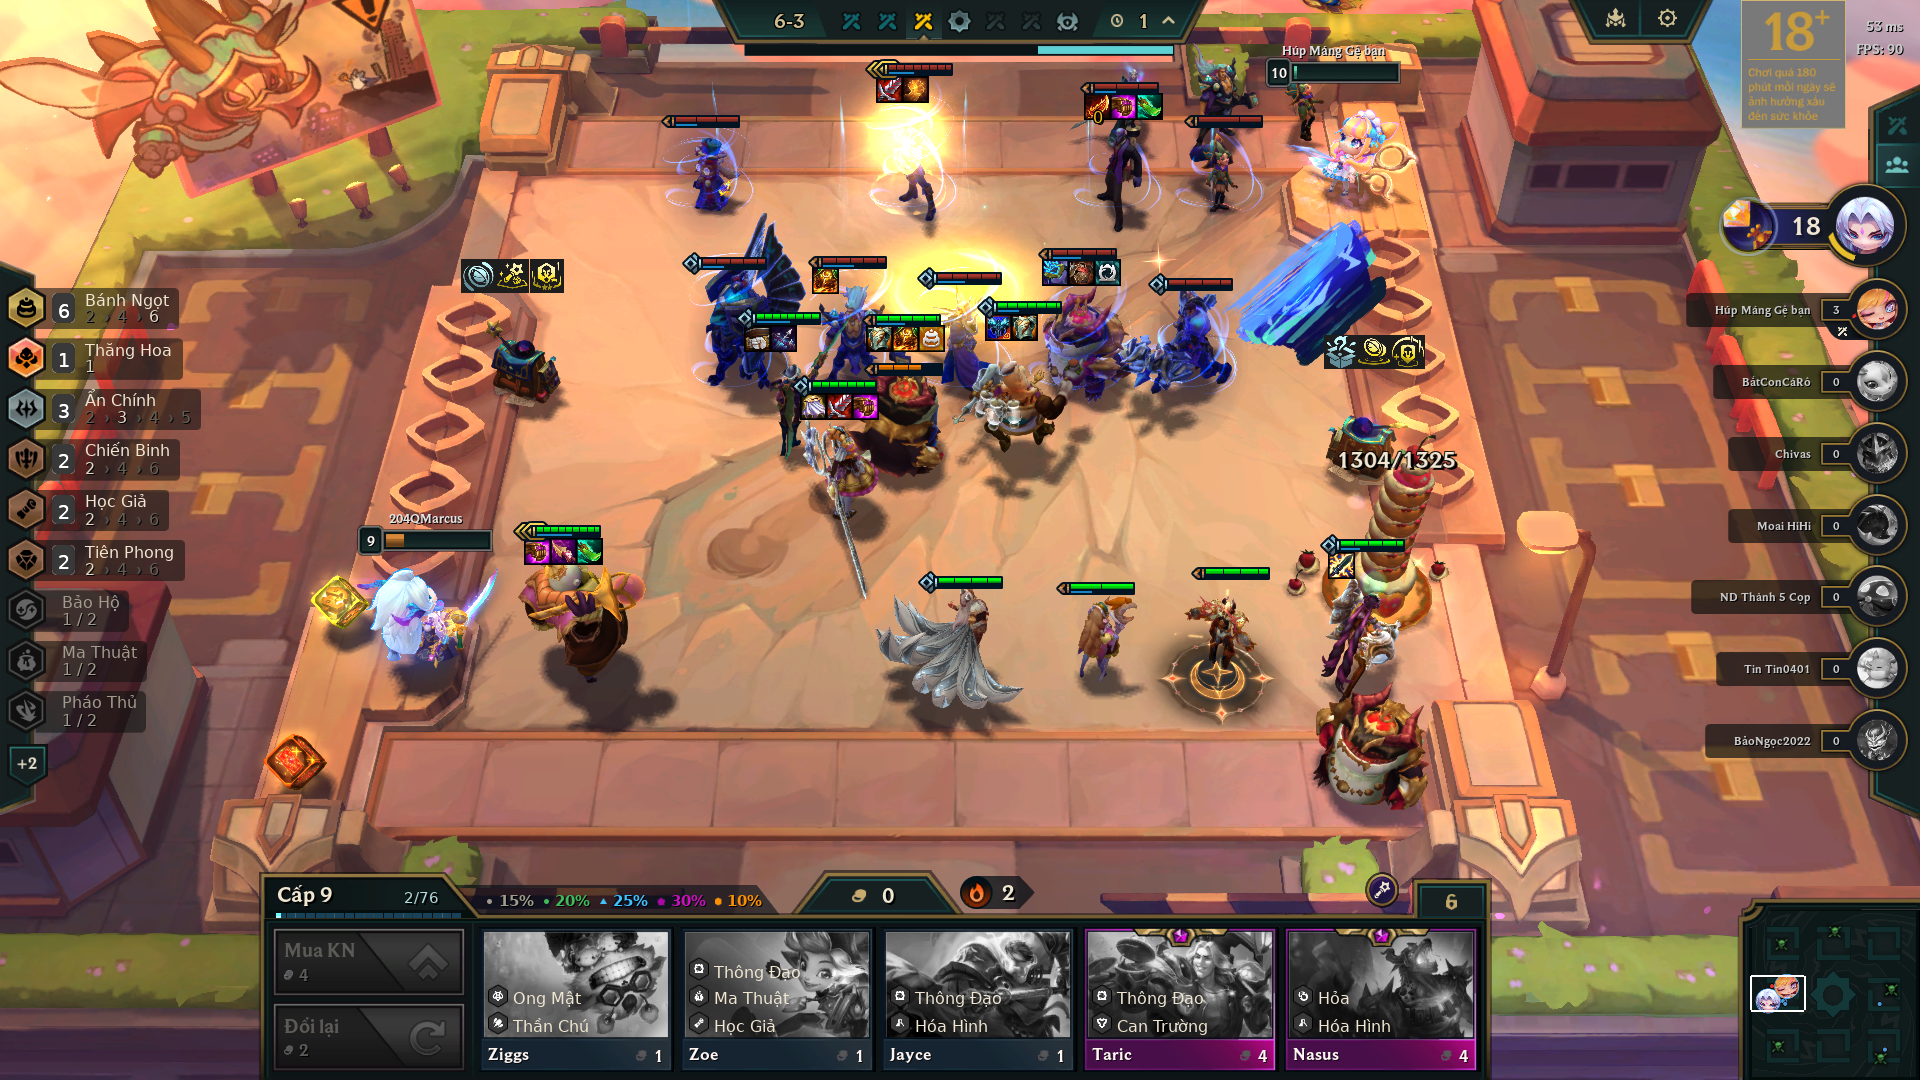 6-3
1
53 ms
FPS: 90
18+
Chơi quá 180
phút mỗi ngày sẽ
ảnh hưởng xấu
đến sức khỏe
Húp Máng Gẹ bạn
10
0
18
Húp Máng Gẹ bạn 3
BátConCáRô 0
Chivas 0
Moai HiHi 0
ND Thánh 5 Cọp 0
Tin Tin0401 0
BảoNgọc2022 0
6 Bánh Ngọt
2 › 4 › 6
1 Thăng Hoa
1
3 Ẩn Chính
2 › 3 › 4 › 5
2 Chiến Binh
2 › 4 › 6
2 Học Giả
2 › 4 › 6
2 Tiên Phong
2 › 4 › 6
Bảo Hộ
1 / 2
Ma Thuật
1 / 2
Pháo Thủ
1 / 2
+2
204QMarcus
9
1304/1325
Cấp 9
2/76
15% 20% 25% 30% 10%
0
2
6
Mua KN
4
Đổi lại
2
Ong Mật
Thần Chú
Ziggs 1
Thông Đạo
Ma Thuật
Học Giả
Zoe 1
Thông Đạo
Hóa Hình
Jayce 1
Thông Đạo
Can Trường
Taric 4
Hỏa
Hóa Hình
Nasus 4